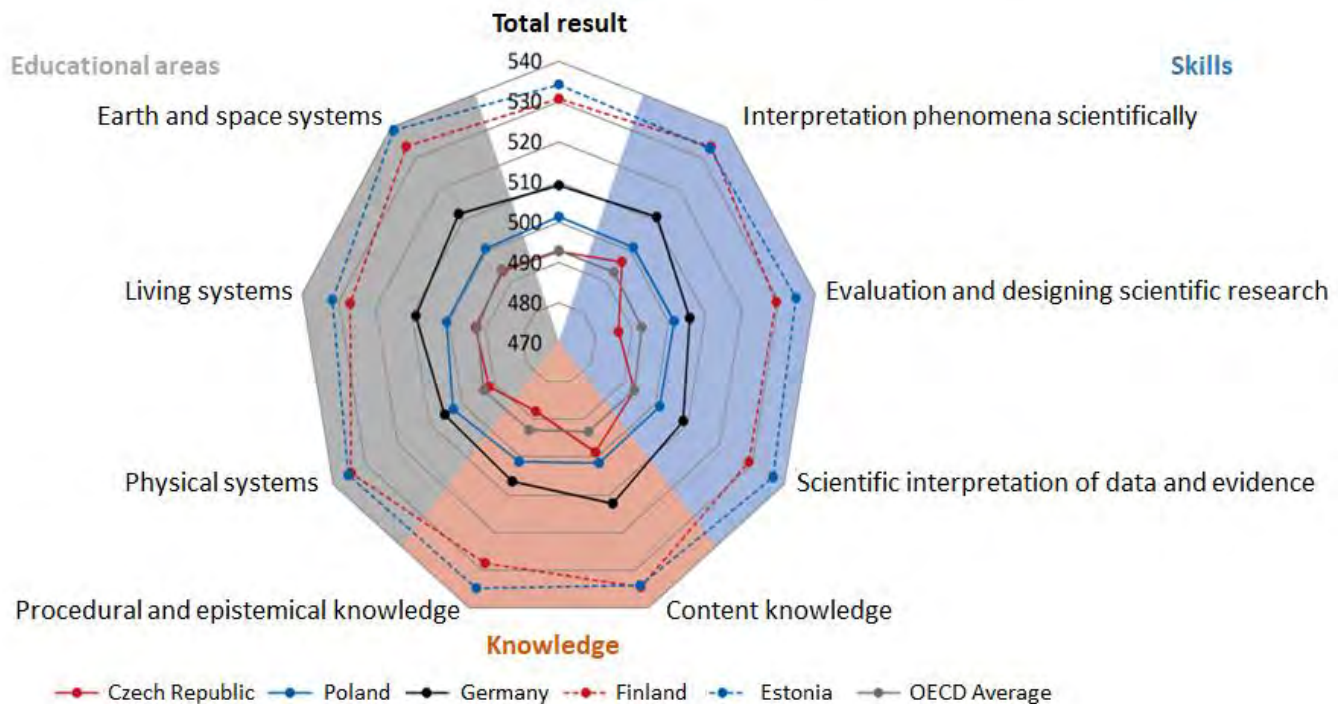 Total result
Educational areas
Skills
540
530
520
510
500
490
480
470
Earth and space systems
Interpretation phenomena scientifically
Living systems
Evaluation and designing scientific research
Physical systems
Scientific interpretation of data and evidence
Procedural and epistemical knowledge
Content knowledge
Knowledge
Czech Republic Poland Germany Finland Estonia OECD Average